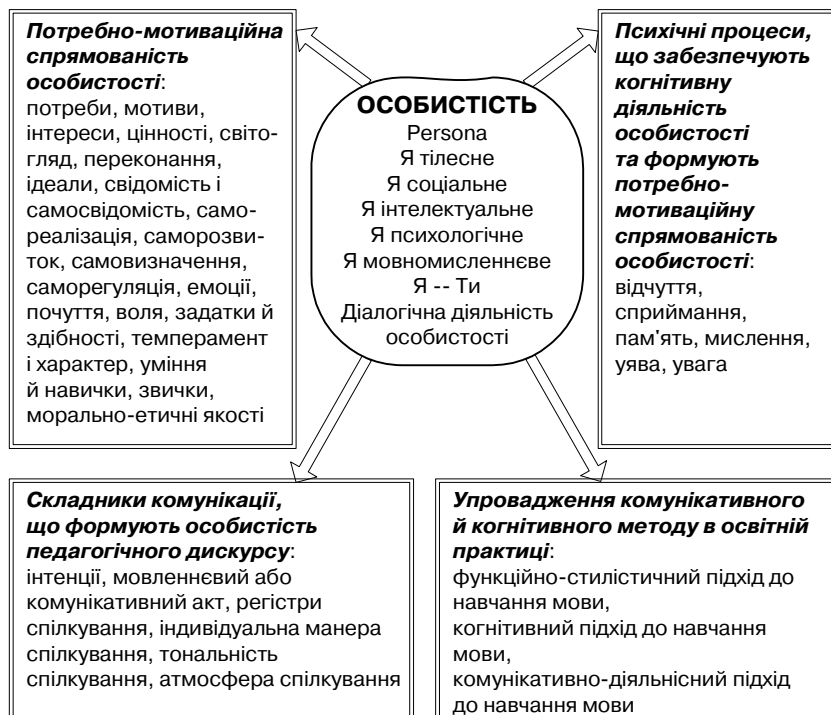 Потребно-мотиваційна
спрямованість
особистості:
потреби, мотиви,
інтереси, цінності, світо-
гляд, переконання,
ідеали, свідомість і
самосвідомість, само-
реалізація, саморозви-
ток, самовизначення,
саморегуляція, емоції,
почуття, воля, задатки й
здібності, темперамент
і характер, уміння
й навички, звички,
морально-етичні якості
ОСОБИСТІСТЬ
Persona
Я тілесне
Я соціальне
Я інтелектуальне
Я психологічне
Я мовномисленнєве
Я -- Ти
Діалогічна діяльність
особистості
Психічні процеси,
що забезпечують
когнітивну
діяльність
особистості
та формують
потребно-
мотиваційну
спрямованість
особистості:
відчуття,
сприймання,
пам'ять, мислення,
уява, увага
Складники комунікації,
що формують особистість
педагогічного дискурсу:
інтенції, мовленнєвий або
комунікативний акт, регістри
спілкування, індивідуальна манера
спілкування, тональність
спілкування, атмосфера спілкування
Упровадження комунікативного
й когнітивного методу в освітній
практиці:
функційно-стилістичний підхід до
навчання мови,
когнітивний підхід до навчання
мови,
комунікативно-діяльнісний підхід
до навчання мови